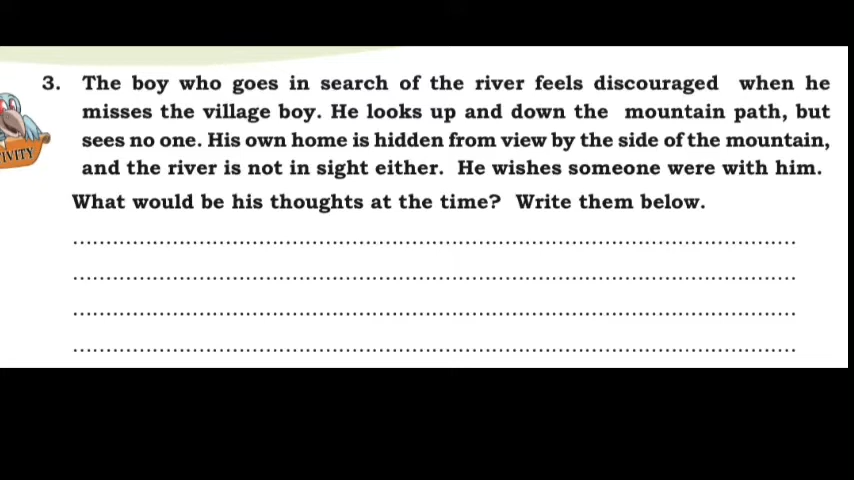 3. The boy who goes in search of the river feels discouraged when he
misses the village boy. He looks up and down the mountain path, but
sees no one. His own home is hidden from view by the side of the mountain,
and the river is not in sight either. He wishes someone were with him.
What would be his thoughts at the time? Write them below.
IVITY